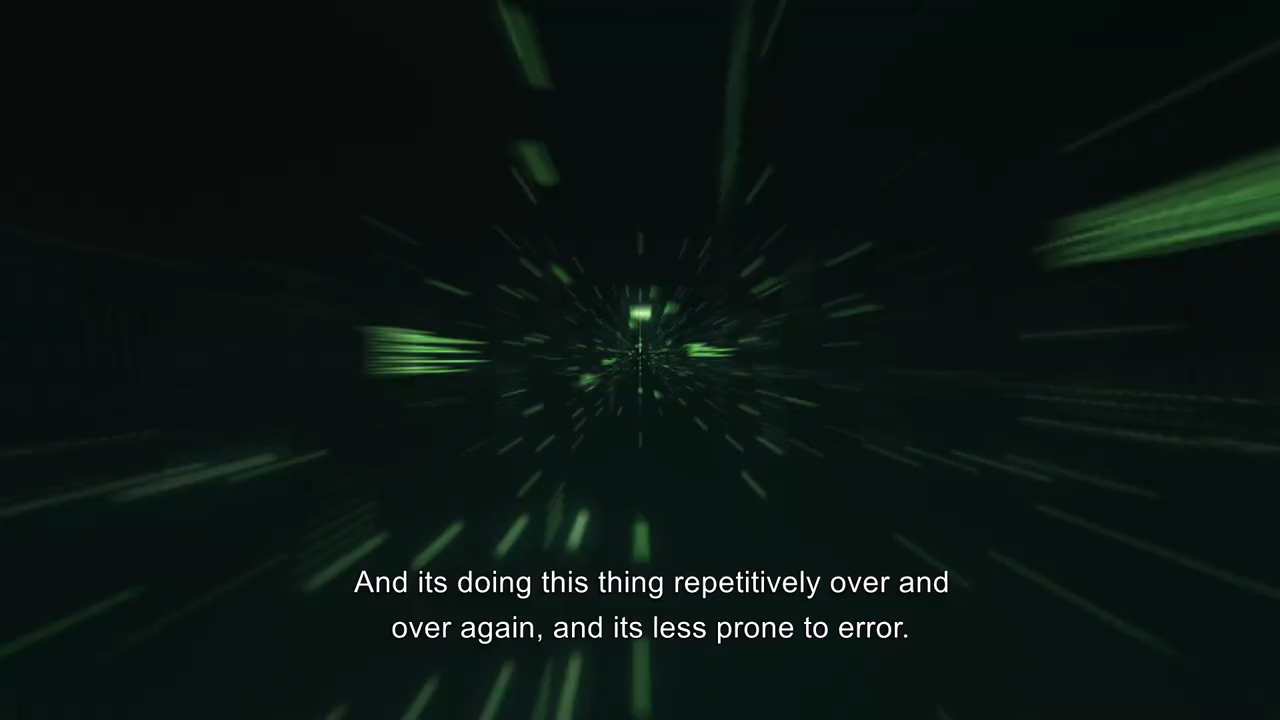 And its doing this thing repetitively over and
over again, and its less prone to error.